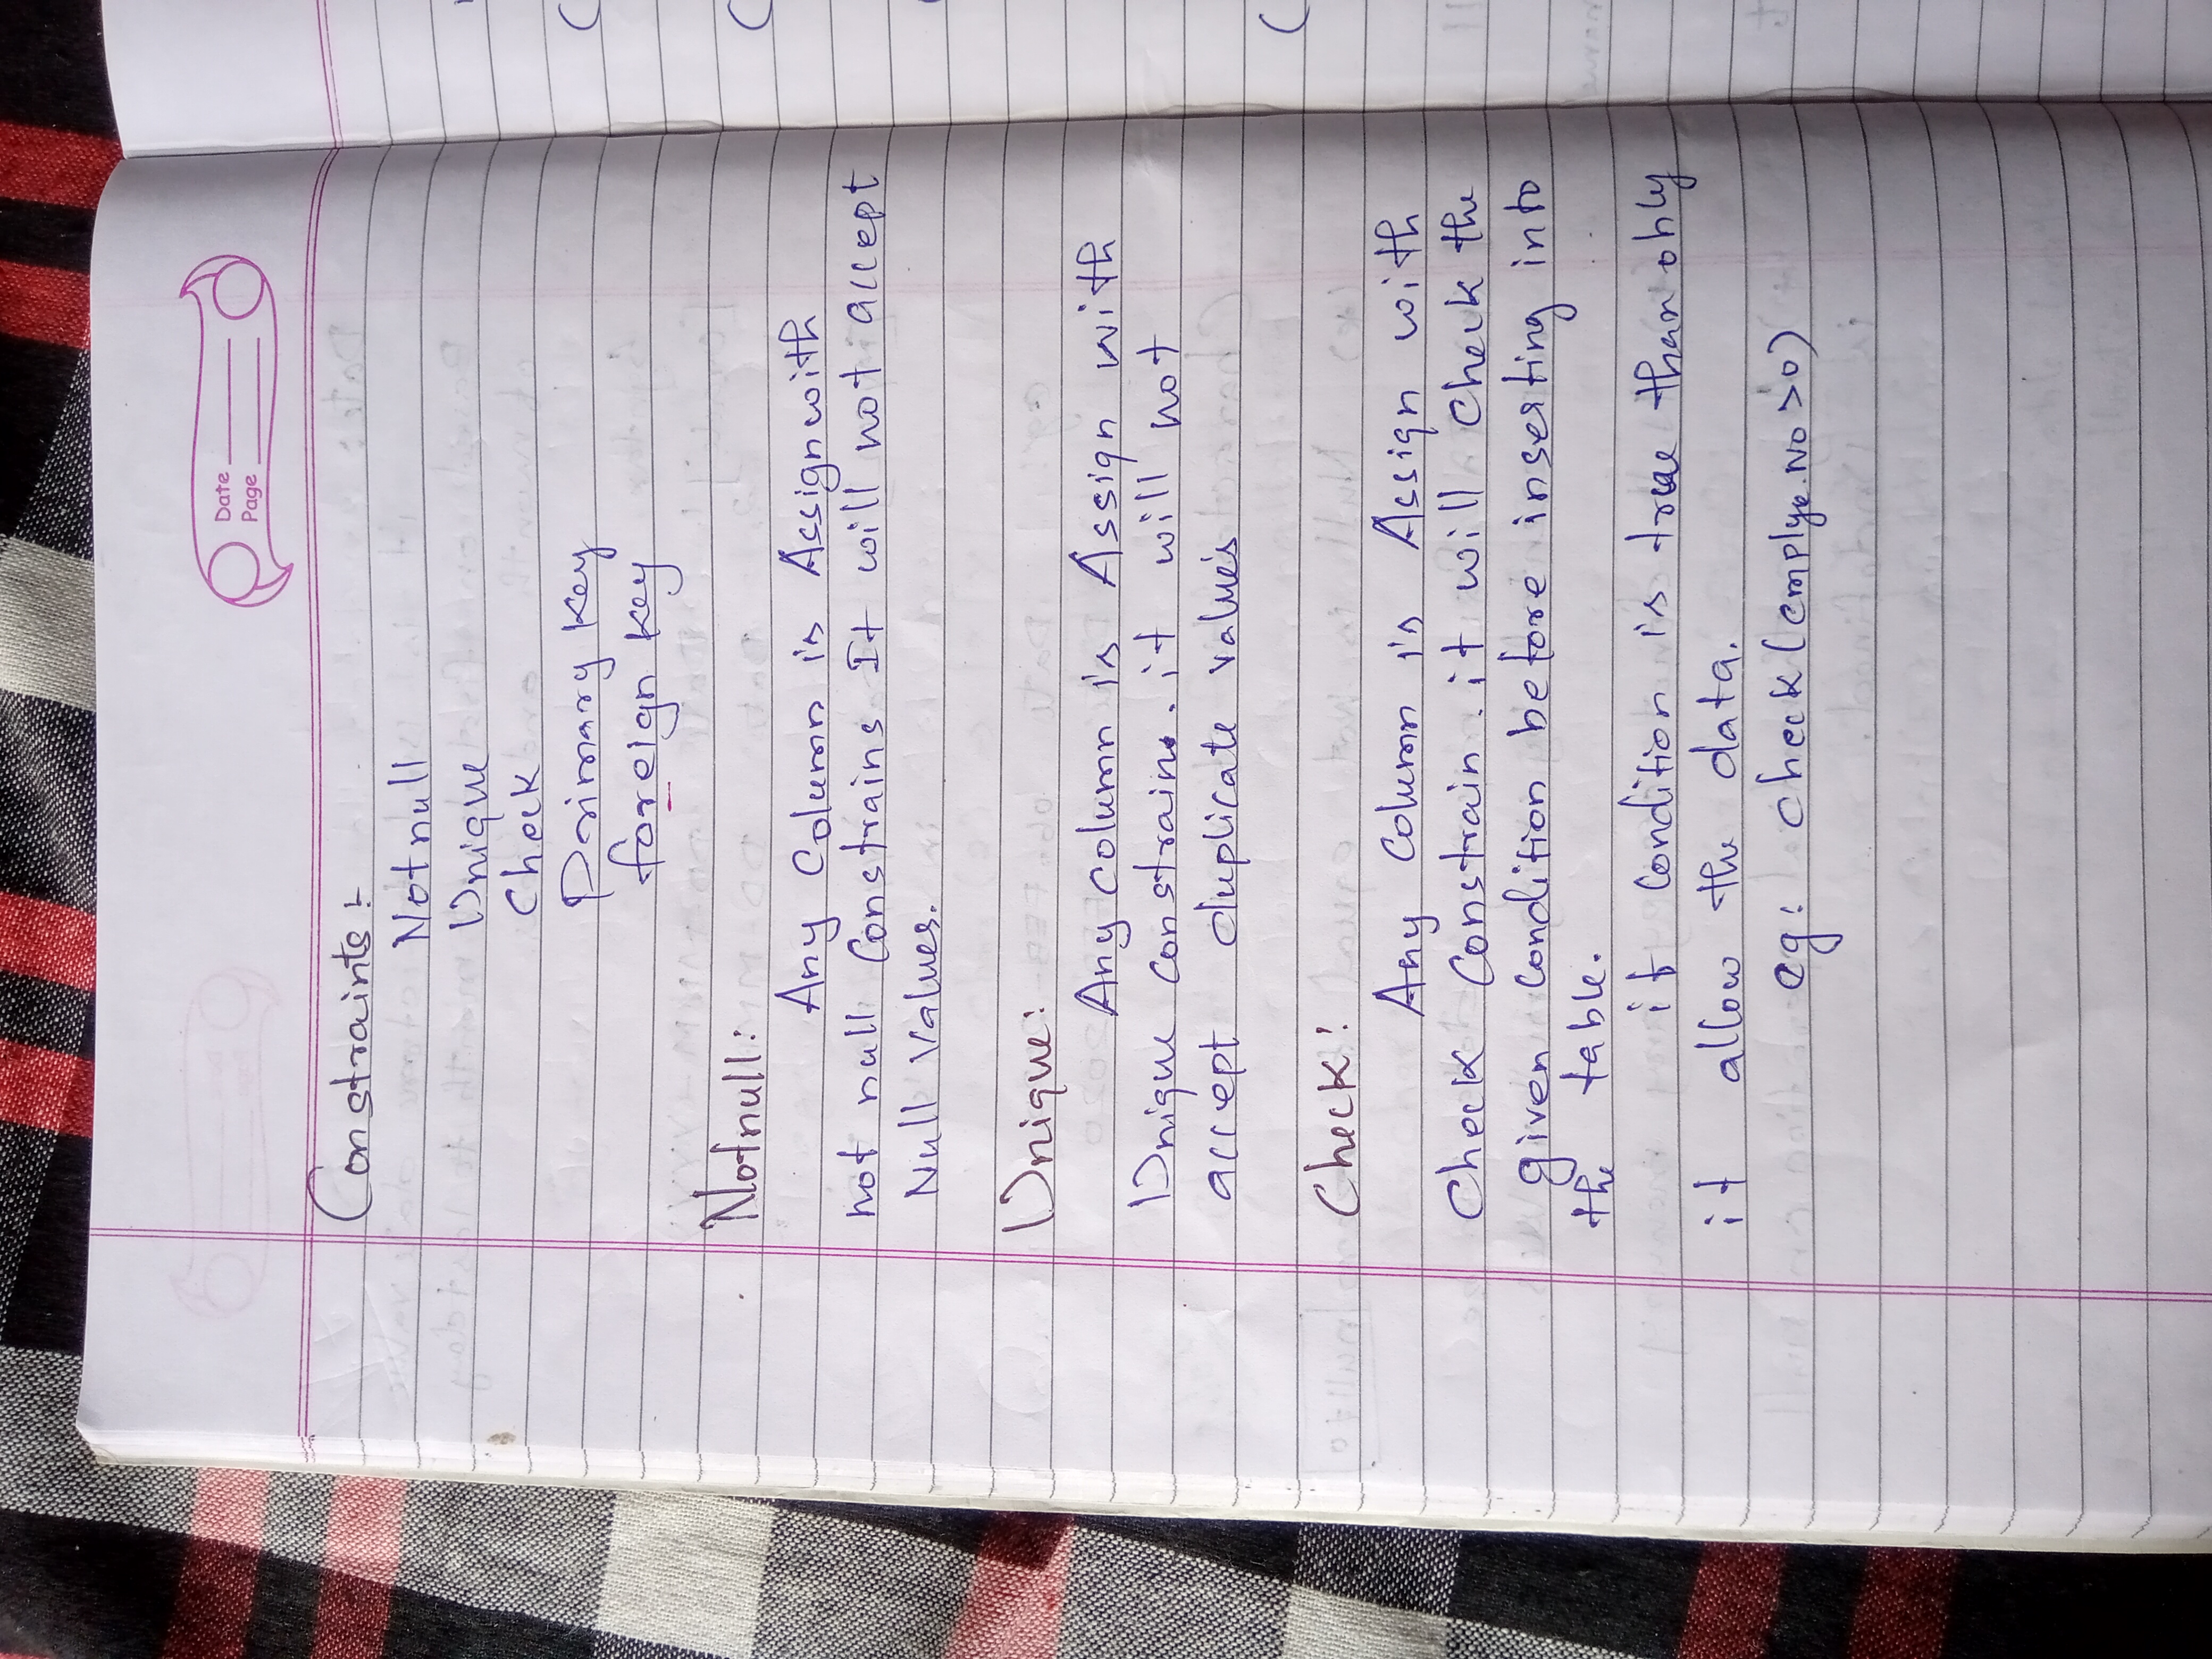 Date
Page
Constraints:-
Notnull
Unique
Check
Primary key
foreign key
Notnull:
Any Column is Assign with
not null Constrains It will not accept
Null Values.
Unique:
Any column is Assign with
Unique Constrain. it will not
accept duplicate values
Check:
Any Column is Assign with
Check Constrain. it will Check the
given Condition before inserting into
the table.
if Condition is true than only
it allow the data.
eg: check(emplye.No>0)